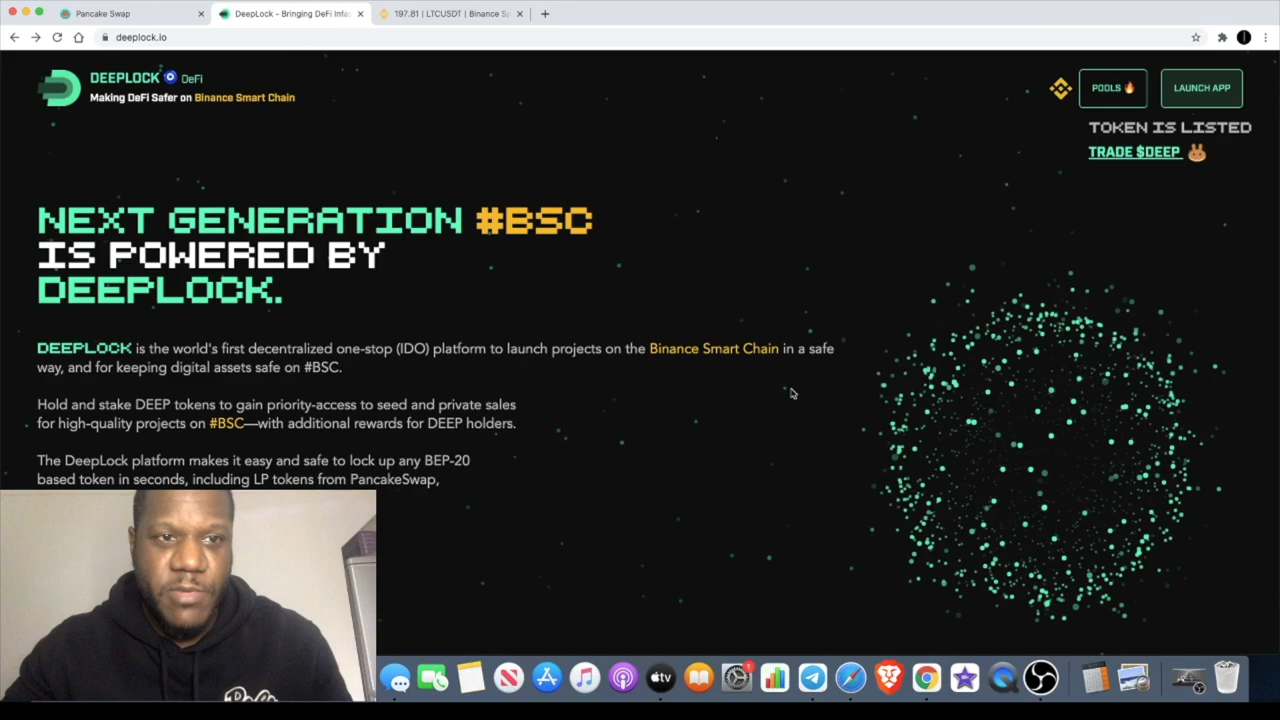 Pancake Swap
DeepLock - Bringing DeFi Infas
197.81 | LTCUSDT | Binance Sp
deeplock.io
DEEPLOCK DeFi
Making DeFi Safer on Binance Smart Chain
POOLS
LAUNCH APP
TOKEN IS LISTED
TRADE $DEEP
NEXT GENERATION #BSC
IS POWERED BY
DEEPLOCK.
DEEPLOCK is the world's first decentralized one-stop (IDO) platform to launch projects on the Binance Smart Chain in a safe
way, and for keeping digital assets safe on #BSC.
Hold and stake DEEP tokens to gain priority-access to seed and private sales
for high-quality projects on #BSC—with additional rewards for DEEP holders.
The DeepLock platform makes it easy and safe to lock up any BEP-20
based token in seconds, including LP tokens from PancakeSwap,
tv
1